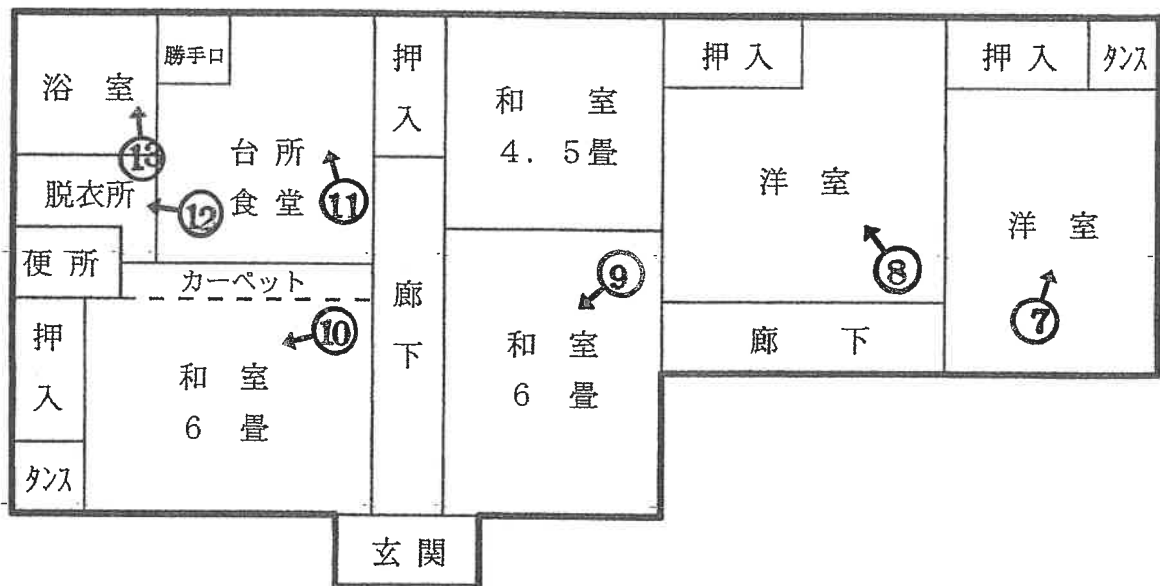 浴室
勝手口
押入
和室
4.5畳
押入
押入
タンス
⑬
台所
食堂
⑪
脱衣所
⑫
洋室
⑧
洋室
⑦
便所
カーペット
廊下
⑨
和室
6畳
廊下
押入
⑩
和室
6畳
タンス
玄関